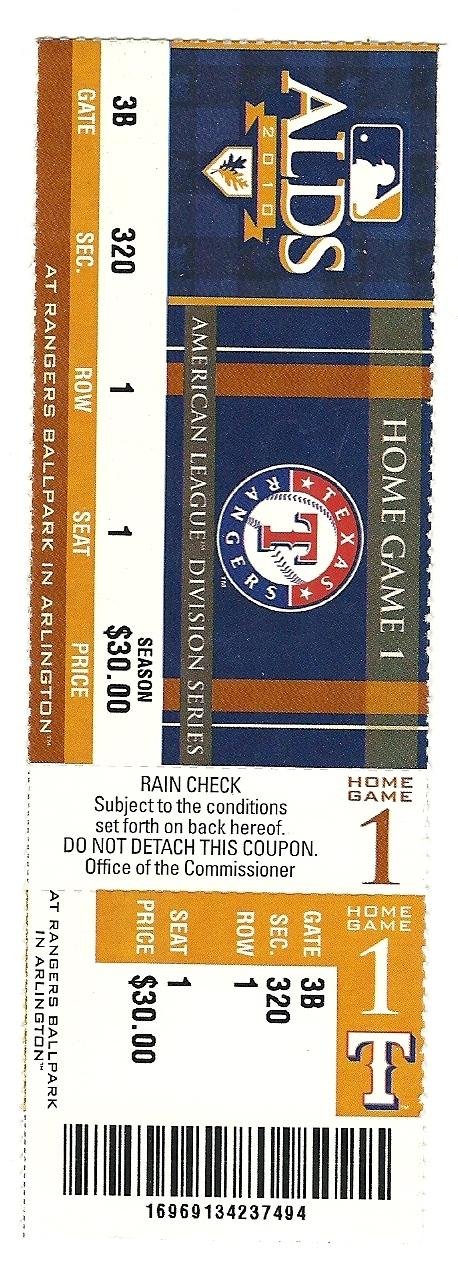 ALDS
2010
HOME GAME 1
TEXAS
RANGERS
T
AMERICAN LEAGUE™ DIVISION SERIES
SEASON
3B 320 1 1 $30.00
GATE SEC. ROW SEAT PRICE
AT RANGERS BALLPARK IN ARLINGTON™
HOME
GAME
1
RAIN CHECK
Subject to the conditions
set forth on back hereof.
DO NOT DETACH THIS COUPON.
Office of the Commissioner
HOME
GAME
1
T
GATE 3B
SEC. 320
ROW 1
SEAT 1
PRICE $30.00
AT RANGERS BALLPARK
IN ARLINGTON™
16969134237494